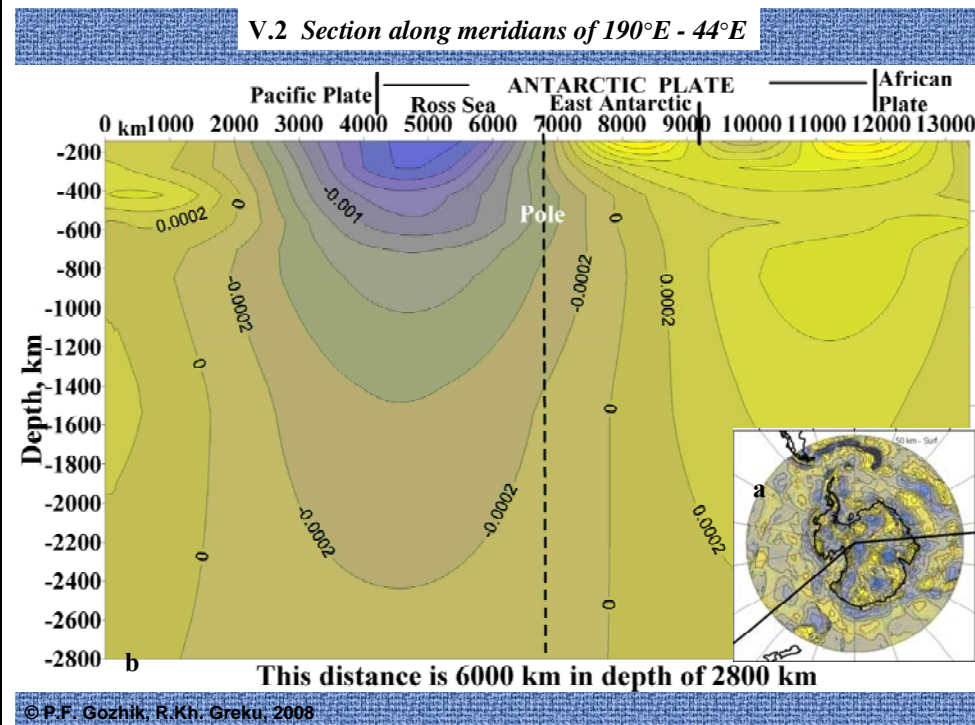 V.2 Section along meridians of 190°E - 44°E
Pacific Plate
ANTARCTIC PLATE
African
Plate
Ross Sea
East Antarctic
0 km 1000 2000 3000 4000 5000 6000 7000 8000 9000 10000 11000 12000 13000
Depth, km
-200
-400
-600
-800
-1000
-1200
-1400
-1600
-1800
-2000
-2200
-2400
-2600
-2800
0,0002
0
-0.001
Pole
0
-0.0002
-0.0002
0.0002
0
0
-0.0002
-0.0002
0.0002
0
0
50 km - Surf
a
b
This distance is 6000 km in depth of 2800 km
© P.F. Gozhik, R.Kh. Greku, 2008